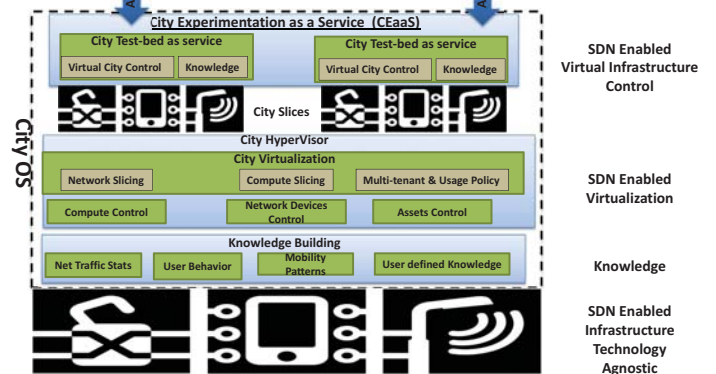 A
A
City Experimentation as a Service (CEaaS)
City Test-bed as service
City Test-bed as service
Virtual City Control
Knowledge
Virtual City Control
Knowledge
SDN Enabled
Virtual Infrastructure
Control
City Slices
City OS
City HyperVisor
City Virtualization
Network Slicing
Compute Slicing
Multi-tenant & Usage Policy
Compute Control
Network Devices
Control
Assets Control
SDN Enabled
Virtualization
Knowledge Building
Net Traffic Stats
User Behavior
Mobility
Patterns
User defined Knowledge
Knowledge
SDN Enabled
Infrastructure
Technology
Agnostic